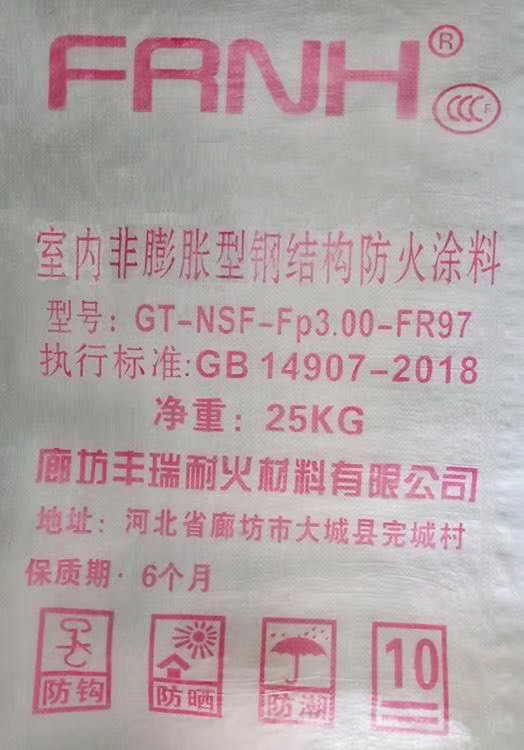 FRNH ®
CCC F
室内非膨胀型钢结构防火涂料
型号: GT-NSF-Fp3.00-FR97
执行标准:GB 14907-2018
净重: 25KG
廊坊丰瑞耐火材料有限公司
地址: 河北省廊坊市大城县完城村
保质期·6个月
防钩 防晒 防潮 10